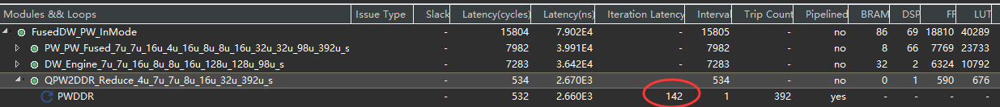 Modules && Loops Issue Type Slack Latency(cycles) Latency(ns) Iteration Latency Interval Trip Count Pipelined BRAM DSP FF LUT
FusedDW_PW_InMode - 15804 7.902E4 - 15805 - no 86 69 18810 40289
PW_PW_Fused_7u_7u_16u_4u_16u_8u_8u_16u_32u_32u_98u_392u_s - 7982 3.991E4 - 7982 - no 8 66 7769 23733
DW_Engine_7u_7u_16u_8u_8u_16u_128u_128u_98u_s - 7283 3.642E4 - 7283 - no 32 2 6324 10792
QPW2DDR_Reduce_4u_7u_7u_8u_16u_32u_392u_s - 534 2.670E3 - 534 - no 0 1 590 676
PWDDR - 532 2.660E3 142 1 392 yes - - - -